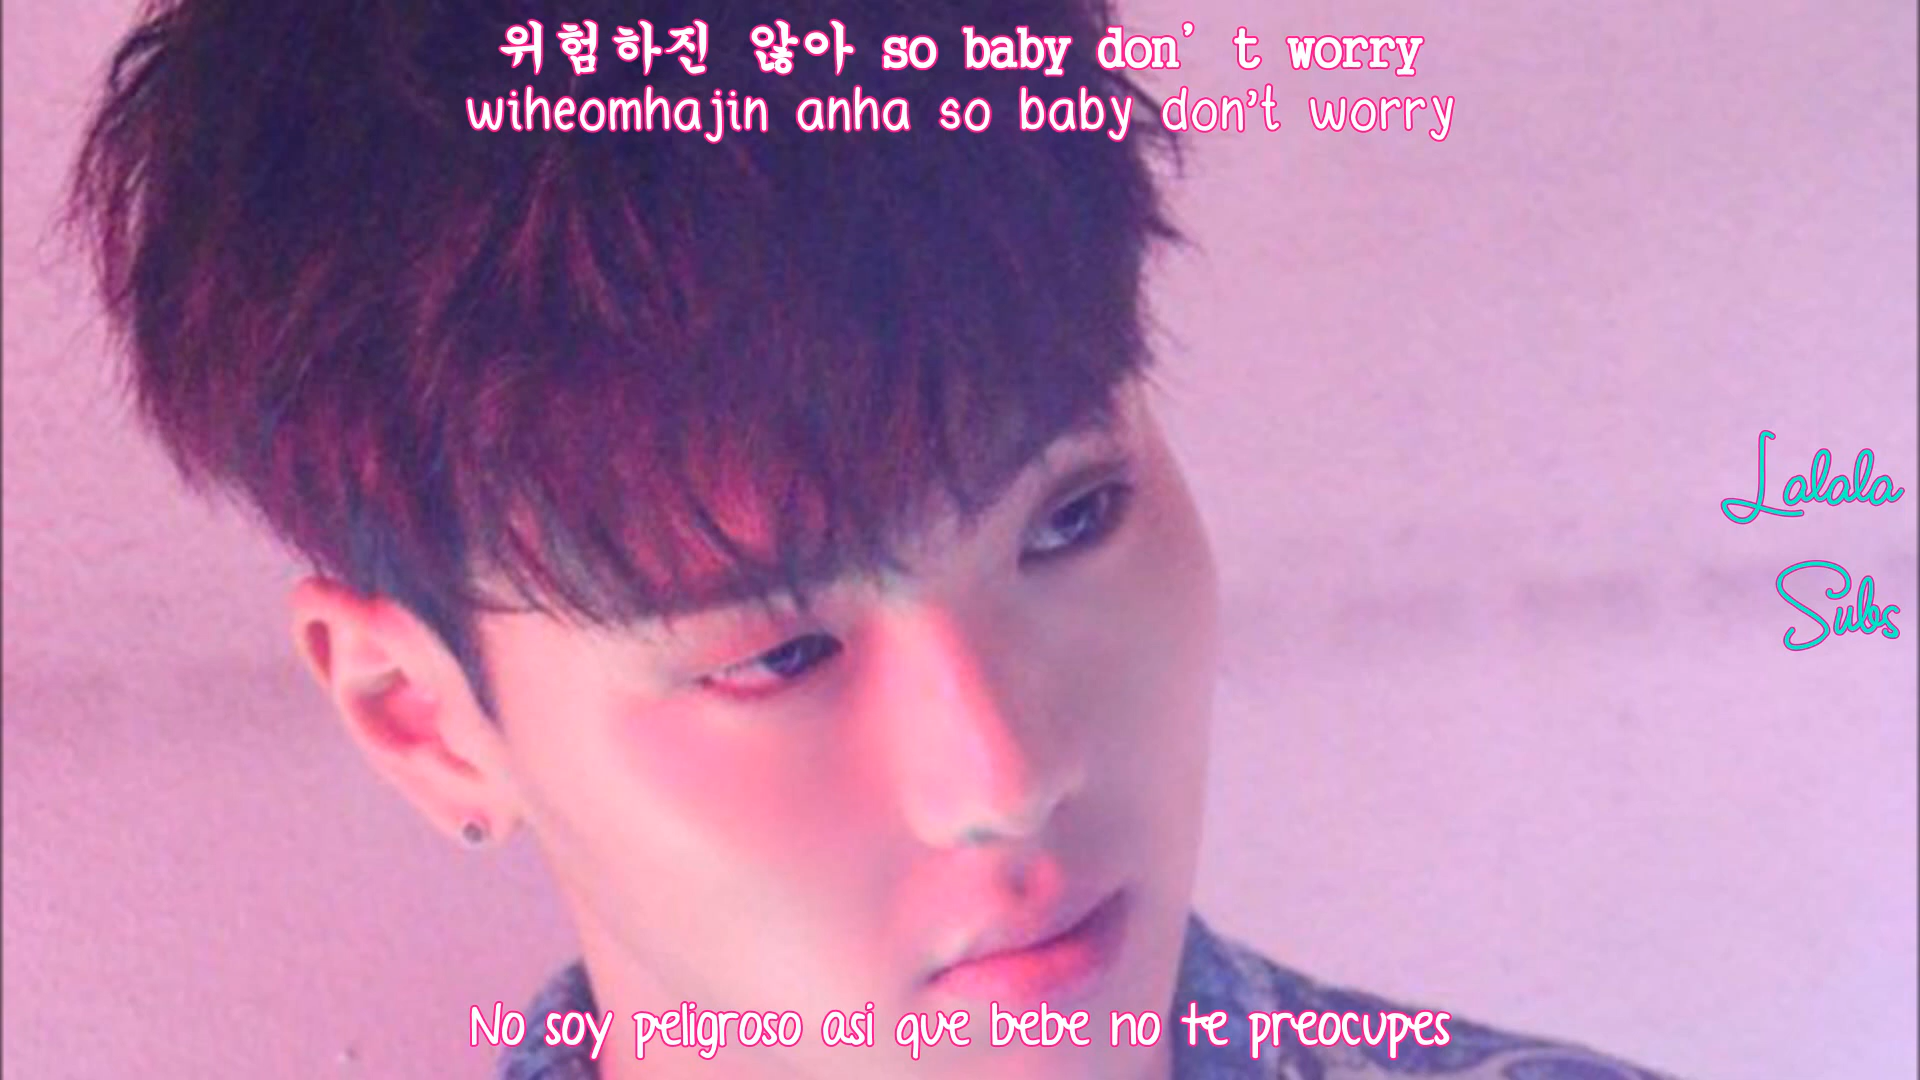 위험하진 않아 so baby don’t worry
wiheomhajin anha so baby don't worry
Lalala
Subs
No soy peligroso asi que bebe no te preocupes